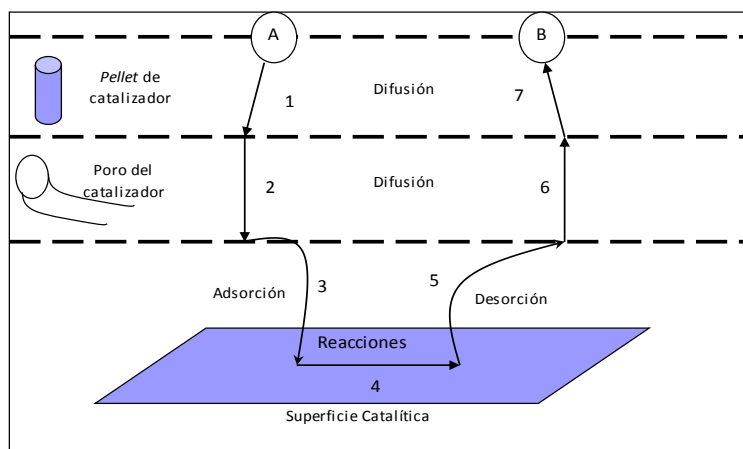 A
B
Pellet de
catalizador
1
Difusión
7
Poro del
catalizador
2
Difusión
6
Adsorción
3
5
Desorción
Reacciones
4
Superficie Catalítica